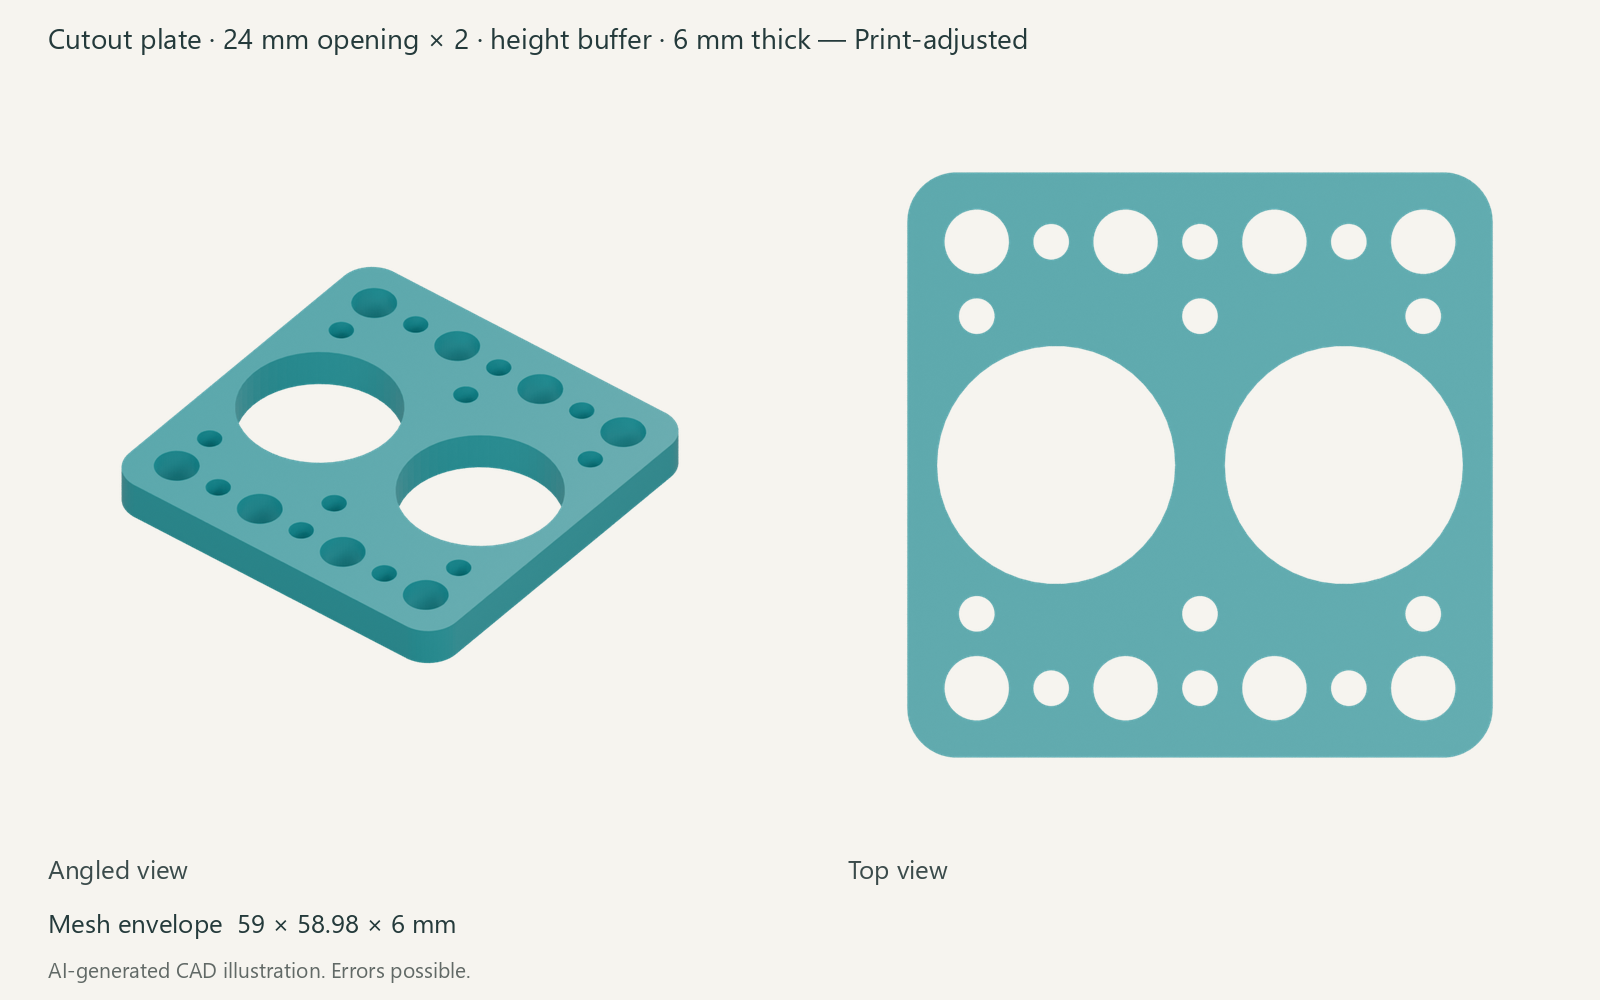 Cutout plate · 24 mm opening × 2 · height buffer · 6 mm thick — Print-adjusted
Angled view
Top view
Mesh envelope  59 × 58.98 × 6 mm
AI-generated CAD illustration. Errors possible.